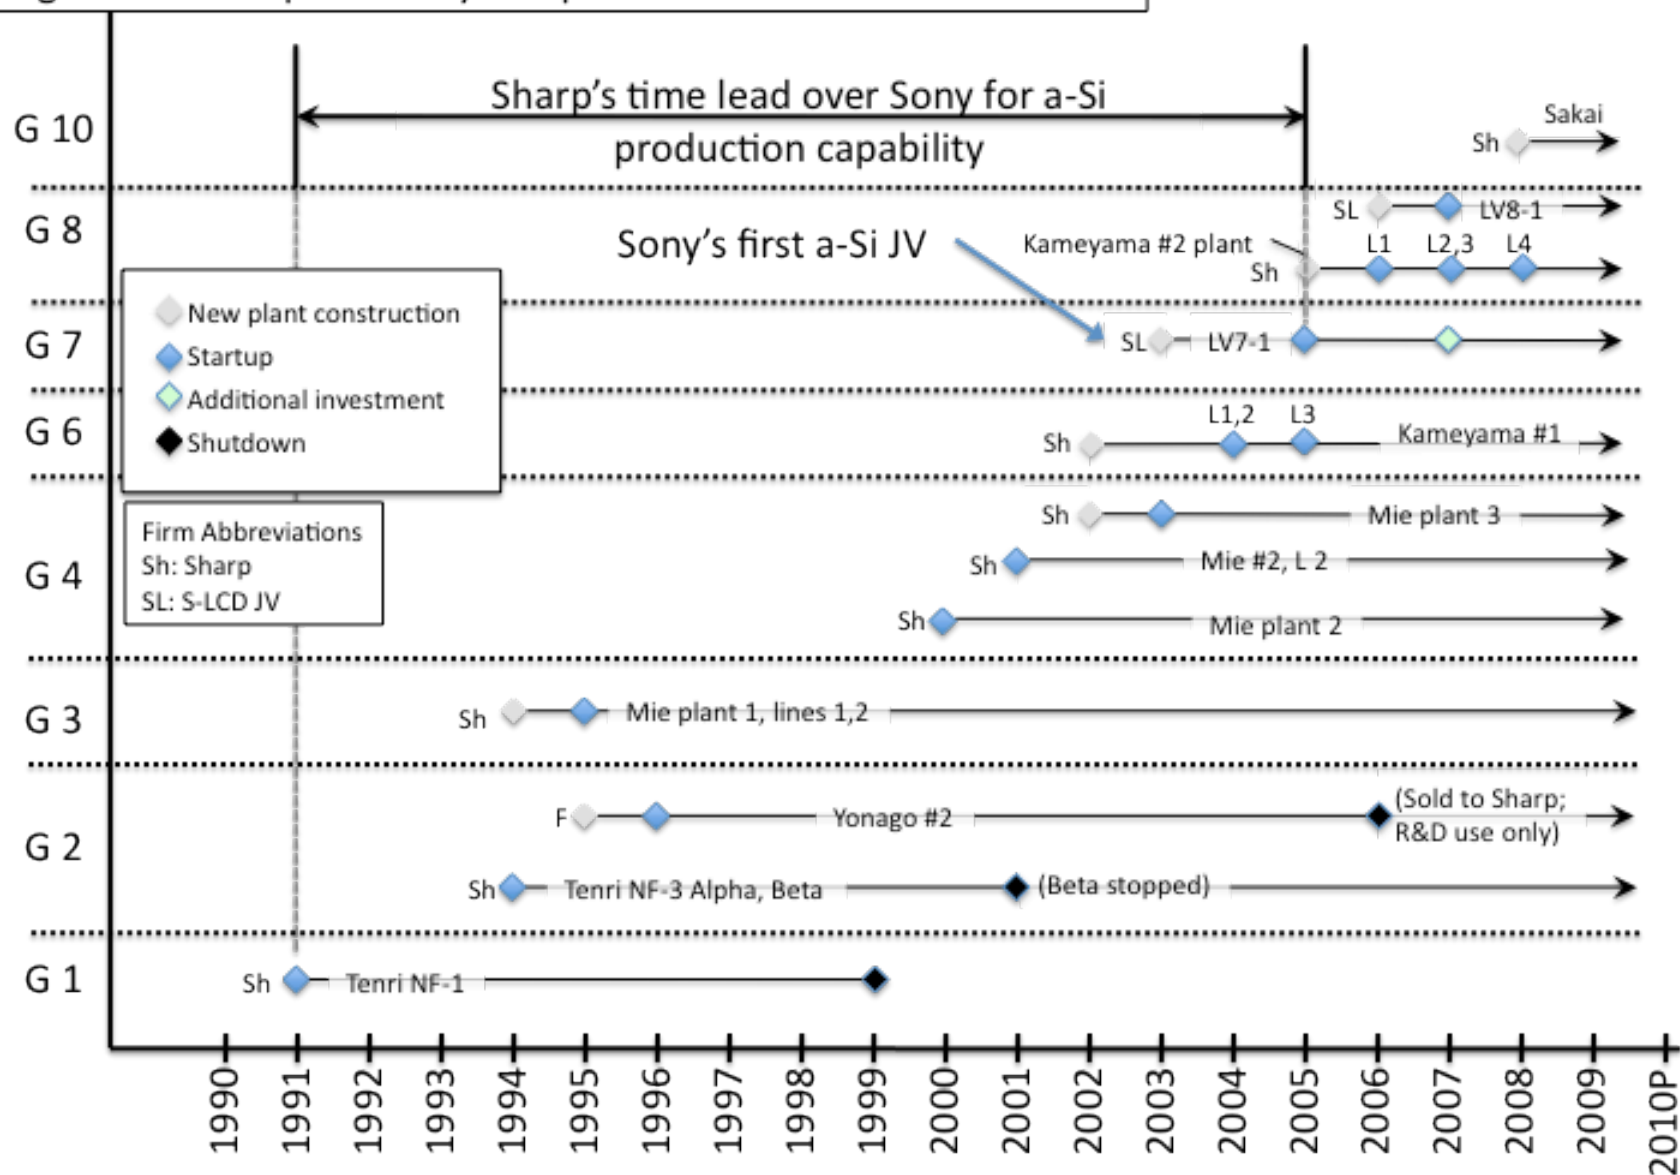 Sharp's time lead over Sony for a-Si
production capability
G 10
Sakai
Sh
G 8
SL
LV8-1
Sony's first a-Si JV
Kameyama #2 plant
L1
L2,3
L4
Sh
New plant construction
Startup
Additional investment
Shutdown
G 7
SL
LV7-1
G 6
L1,2
L3
Sh
Kameyama #1
Firm Abbreviations
Sh: Sharp
SL: S-LCD JV
G 4
Sh
Mie plant 3
Sh
Mie #2, L 2
Sh
Mie plant 2
G 3
Sh
Mie plant 1, lines 1,2
G 2
F
Yonago #2
(Sold to Sharp;
R&D use only)
Sh
Tenri NF-3 Alpha, Beta
(Beta stopped)
G 1
Sh
Tenri NF-1
1990
1991
1992
1993
1994
1995
1996
1997
1998
1999
2000
2001
2002
2003
2004
2005
2006
2007
2008
2009
2010P